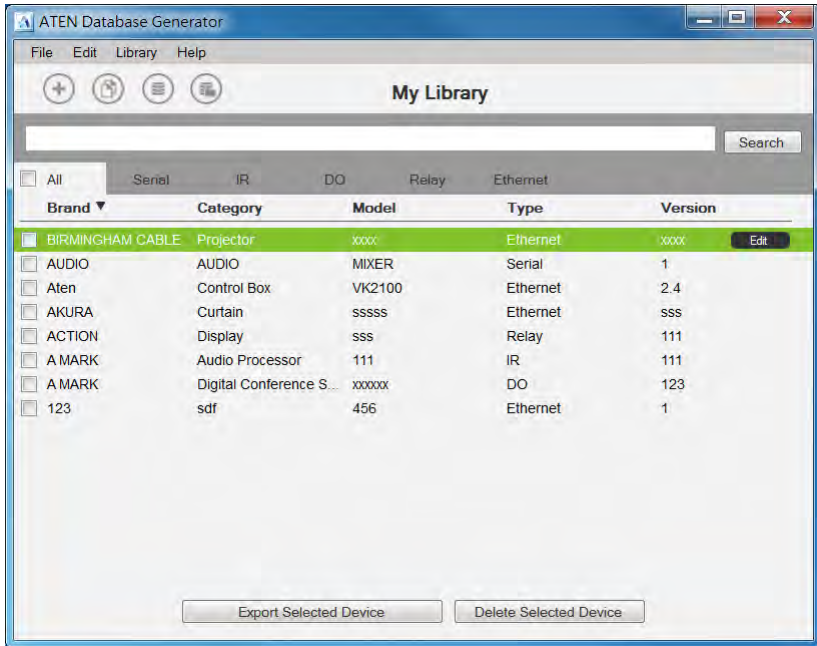 ATEN Database Generator
File Edit Library Help
My Library
Search
All Serial IR DO Relay Ethernet
Brand ▼ Category Model Type Version
BIRMINGHAM CABLE Projector xxxx Ethernet xxxx Edit
AUDIO AUDIO MIXER Serial 1
Aten Control Box VK2100 Ethernet 2.4
AKURA Curtain sssss Ethernet sss
ACTION Display sss Relay 111
A MARK Audio Processor 111 IR 111
A MARK Digital Conference S... xxxxxx DO 123
123 sdf 456 Ethernet 1
Export Selected Device Delete Selected Device